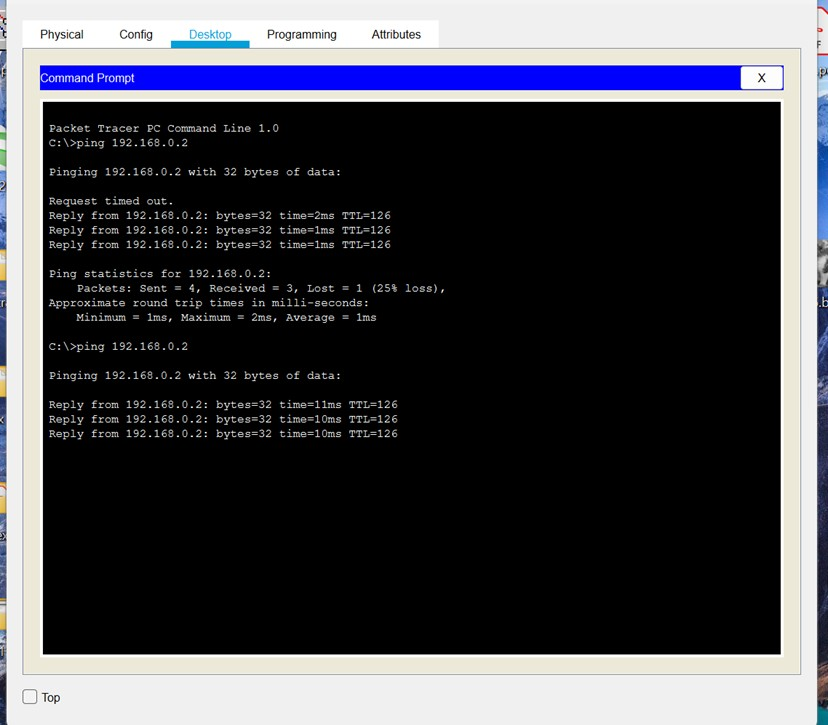 Physical Config Desktop Programming Attributes
Command Prompt X
Packet Tracer PC Command Line 1.0
C:\>ping 192.168.0.2
Pinging 192.168.0.2 with 32 bytes of data:
Request timed out.
Reply from 192.168.0.2: bytes=32 time=2ms TTL=126
Reply from 192.168.0.2: bytes=32 time=1ms TTL=126
Reply from 192.168.0.2: bytes=32 time=1ms TTL=126
Ping statistics for 192.168.0.2:
    Packets: Sent = 4, Received = 3, Lost = 1 (25% loss),
Approximate round trip times in milli-seconds:
    Minimum = 1ms, Maximum = 2ms, Average = 1ms
C:\>ping 192.168.0.2
Pinging 192.168.0.2 with 32 bytes of data:
Reply from 192.168.0.2: bytes=32 time=11ms TTL=126
Reply from 192.168.0.2: bytes=32 time=10ms TTL=126
Reply from 192.168.0.2: bytes=32 time=10ms TTL=126
Top